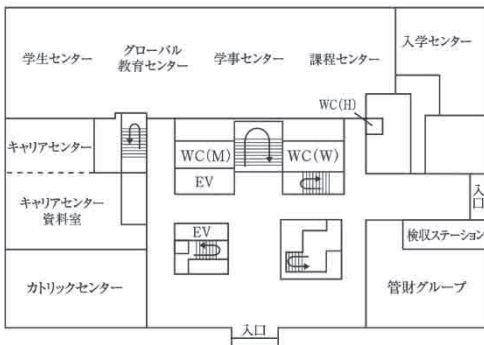 学生センター
グローバル
教育センター
学事センター
課程センター
入学センター
WC(H)
キャリアセンター
WC(M)
WC(W)
EV
キャリアセンター
資料室
入口
EV
検収ステーション
カトリックセンター
管財グループ
入口